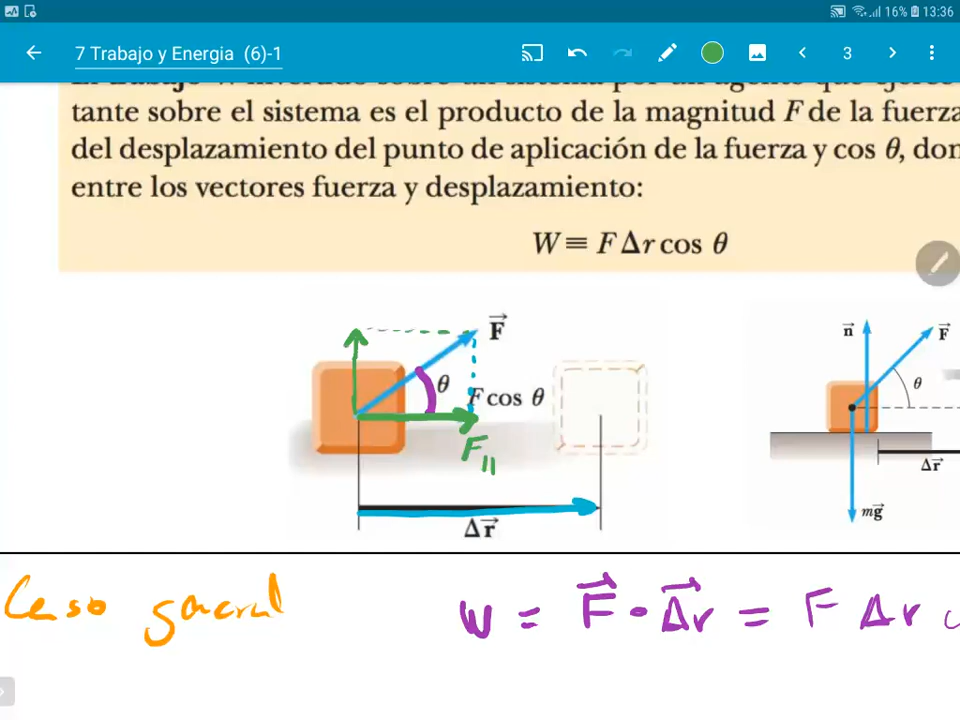 16% 13:36
7 Trabajo y Energia (6)-1
3
tante sobre el sistema es el producto de la magnitud F de la fuerza
del desplazamiento del punto de aplicación de la fuerza y cos θ, don
entre los vectores fuerza y desplazamiento:
W ≡ F Δr cos θ
F⃗
θ
F cos θ
F||
Δr⃗
n⃗
F⃗
θ
Δr⃗
mg⃗
Caso general
W = F⃗ • Δr⃗ = F Δr